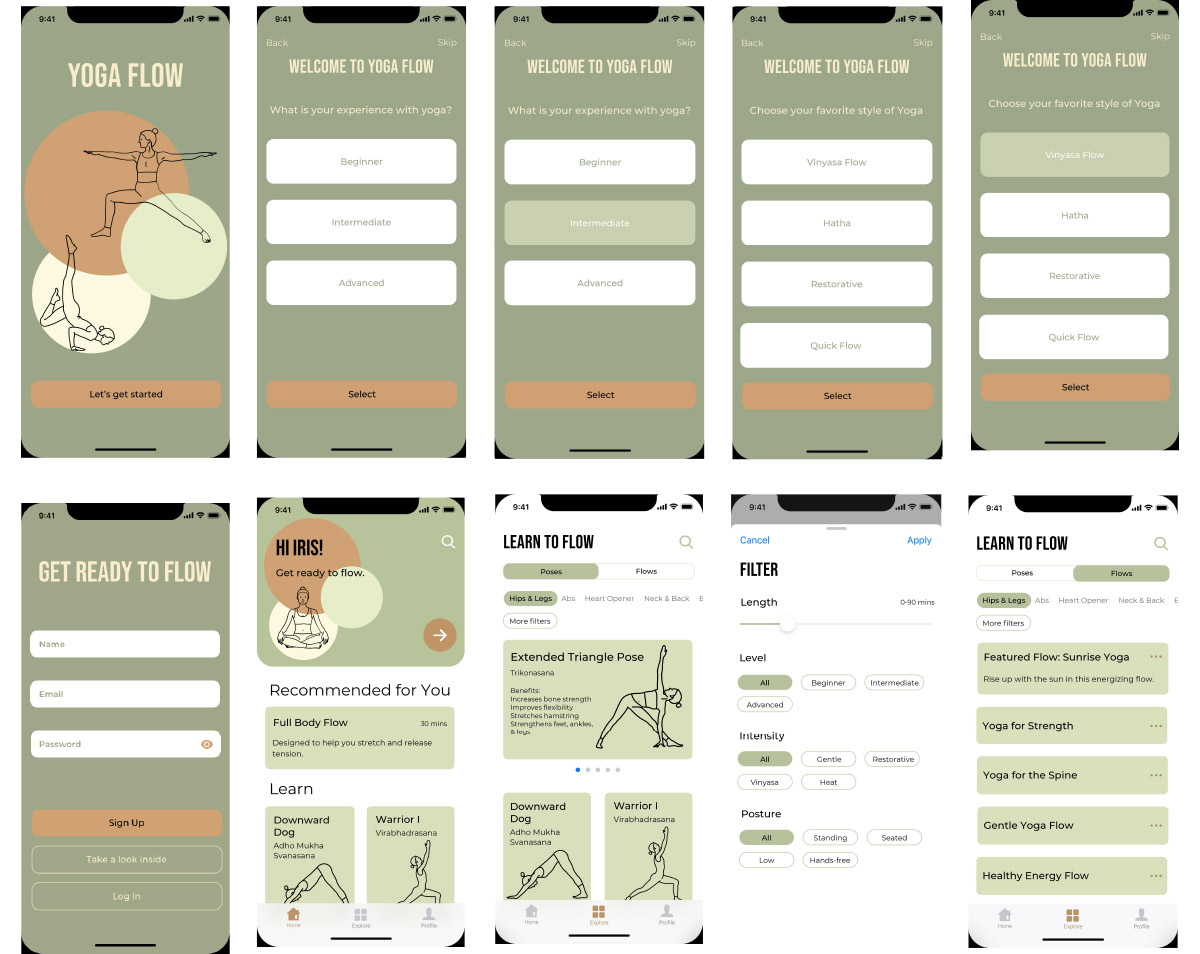 9:41
YOGA FLOW
Let's get started
9:41
Back Skip
WELCOME TO YOGA FLOW
What is your experience with yoga?
Beginner
Intermediate
Advanced
Select
9:41
Back Skip
WELCOME TO YOGA FLOW
What is your experience with yoga?
Beginner
Intermediate
Advanced
Select
9:41
Back Skip
WELCOME TO YOGA FLOW
Choose your favorite style of Yoga
Vinyasa Flow
Hatha
Restorative
Quick Flow
Select
9:41
Back Skip
WELCOME TO YOGA FLOW
Choose your favorite style of Yoga
Vinyasa Flow
Hatha
Restorative
Quick Flow
Select
9:41
GET READY TO FLOW
Name
Email
Password
Sign Up
Take a look inside
Log In
9:41
HI IRIS!
Get ready to flow.
Recommended for You
Full Body Flow 30 mins
Designed to help you stretch and release
tension.
Learn
Downward
Dog
Adho Mukha
Svanasana
Warrior I
Virabhadrasana
Home Explore Profile
9:41
LEARN TO FLOW
Poses Flows
Hips & Legs Abs Heart Opener Neck & Back E
More filters
Extended Triangle Pose
Trikonasana
Benefits:
Increases bone strength
Improves flexibility
Stretches hamstring
Strengthens feet, ankles,
& legs
Downward
Dog
Adho Mukha
Svanasana
Warrior I
Virabhadrasana
Home Explore Profile
9:41
Cancel Apply
FILTER
Length 0-90 mins
Level
All Beginner Intermediate
Advanced
Intensity
All Gentle Restorative
Vinyasa Heat
Posture
All Standing Seated
Low Hands-free
9:41
LEARN TO FLOW
Poses Flows
Hips & Legs Abs Heart Opener Neck & Back E
More filters
Featured Flow: Sunrise Yoga
Rise up with the sun in this energizing flow.
Yoga for Strength
Yoga for the Spine
Gentle Yoga Flow
Healthy Energy Flow
Home Explore Profile